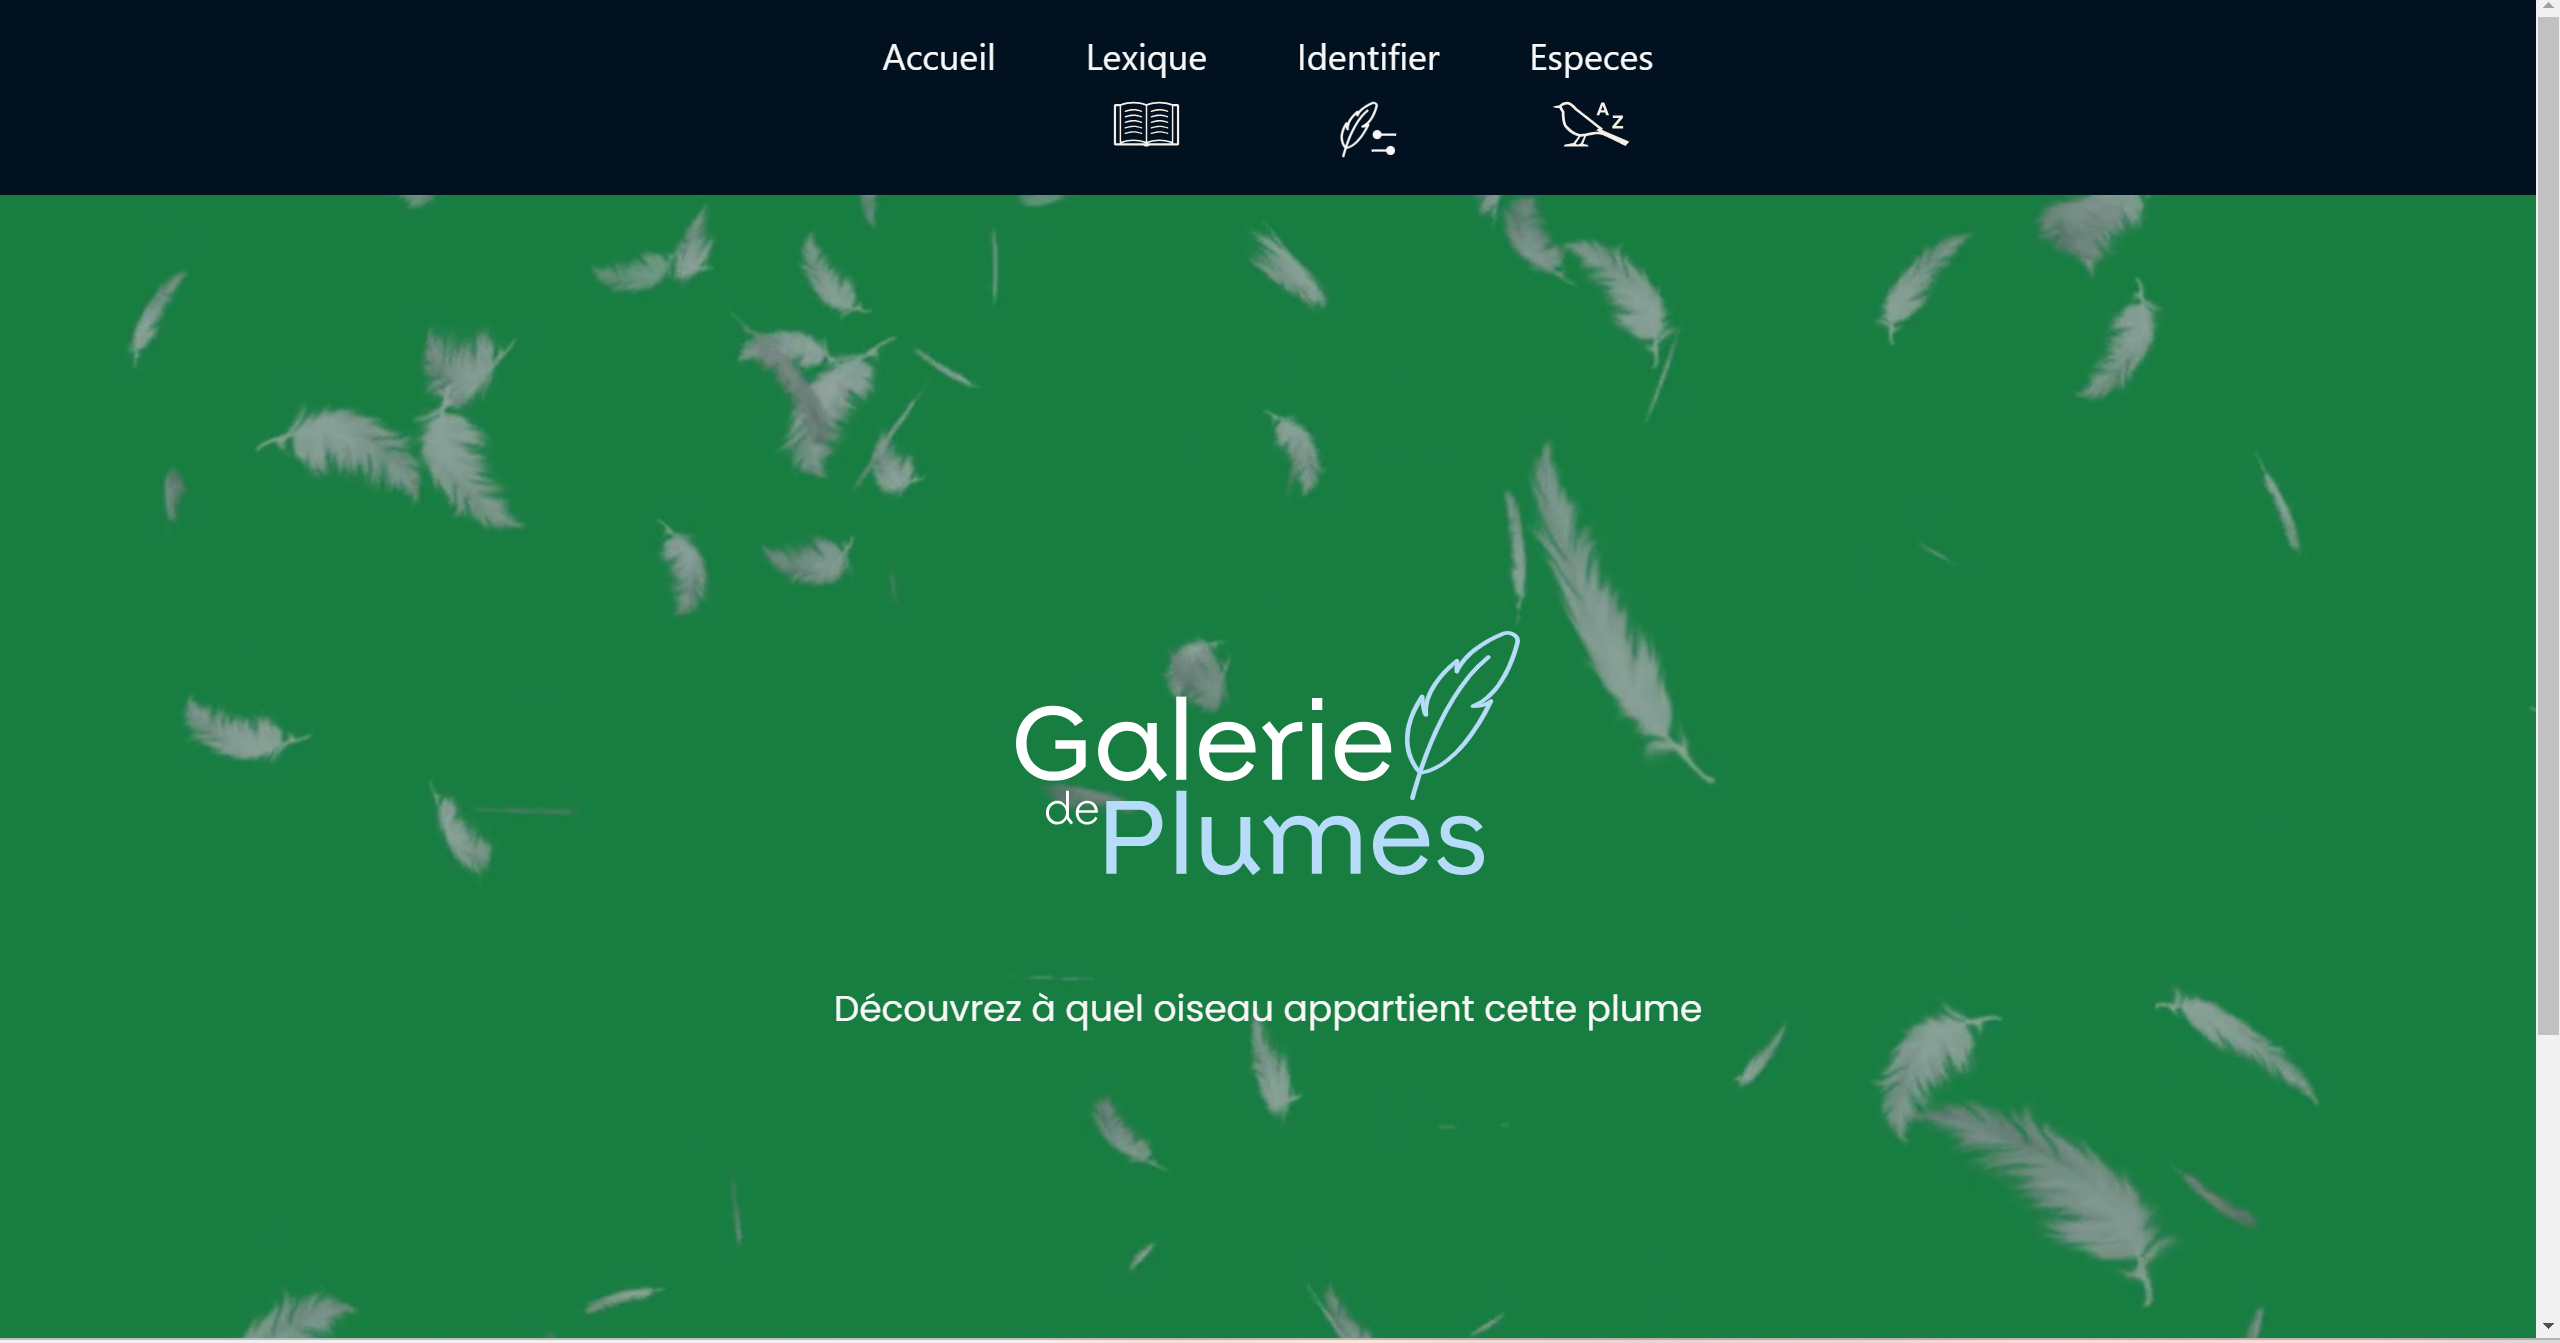 Accueil Lexique Identifier Especes
A
Z
Galerie
de Plumes
Découvrez à quel oiseau appartient cette plume